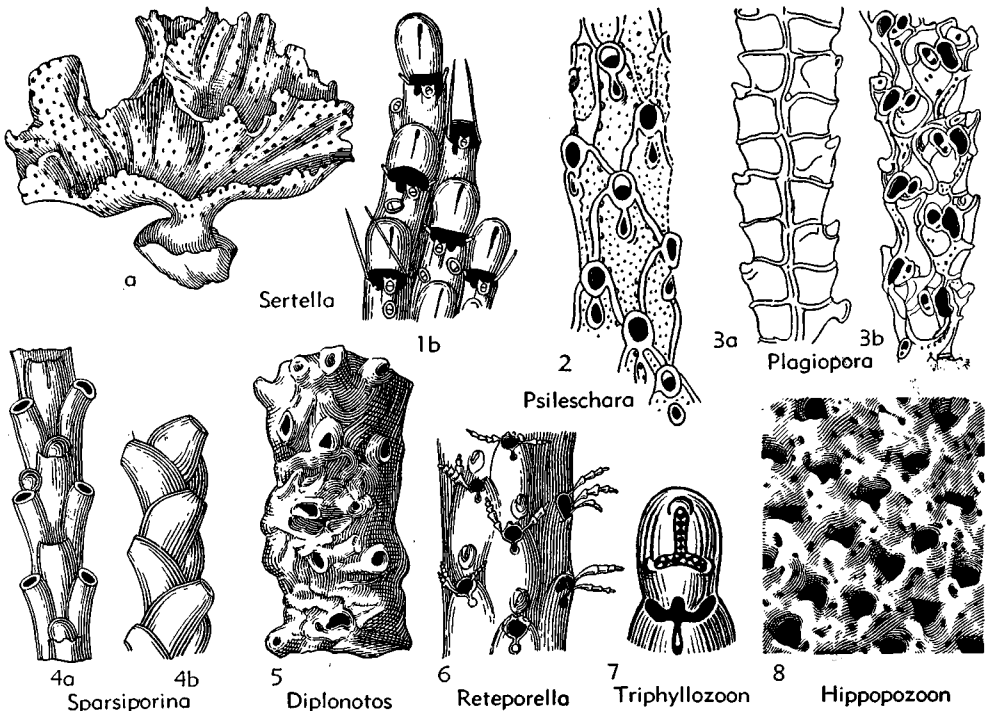 a
Sertella
1b
2
Psileschara
3a
3b
Plagiopora
4a
4b
Sparsiporina
5
Diplonotos
6
Reteporella
7
Triphyllozoon
8
Hippopozoon